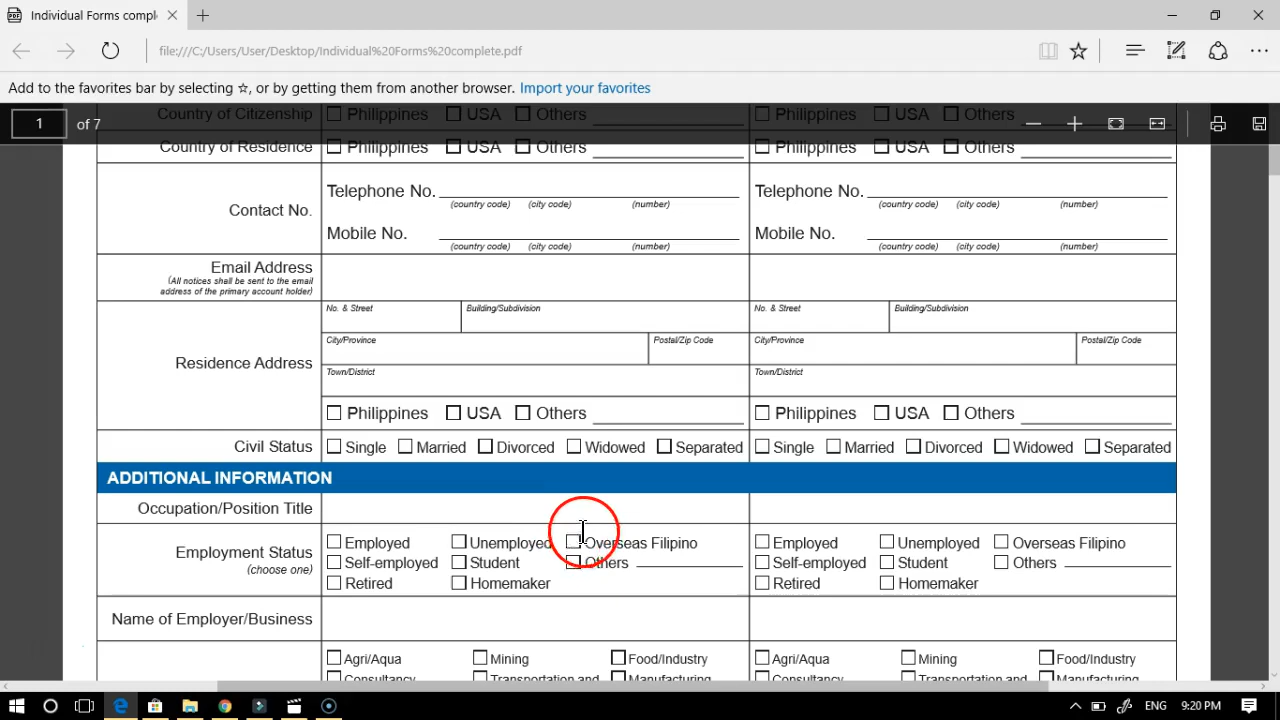 Individual Forms compl
file:///C:/Users/User/Desktop/Individual%20Forms%20complete.pdf
Add to the favorites bar by selecting ☆, or by getting them from another browser. Import your favorites
1 of 7
Country of Citizenship Philippines USA Others Philippines USA Others
Country of Residence Philippines USA Others Philippines USA Others
Contact No.
Telephone No. Telephone No.
(country code) (city code) (number) (country code) (city code) (number)
Mobile No. Mobile No.
(country code) (city code) (number) (country code) (city code) (number)
Email Address
(All notices shall be sent to the email
address of the primary account holder)
Residence Address
No. & Street Building/Subdivision No. & Street Building/Subdivision
City/Province Postal/Zip Code City/Province Postal/Zip Code
Town/District Town/District
Philippines USA Others Philippines USA Others
Civil Status Single Married Divorced Widowed Separated Single Married Divorced Widowed Separated
ADDITIONAL INFORMATION
Occupation/Position Title
Employment Status
(choose one)
Employed Unemployed Overseas Filipino Employed Unemployed Overseas Filipino
Self-employed Student Others Self-employed Student Others
Retired Homemaker Retired Homemaker
Name of Employer/Business
Agri/Aqua Mining Food/Industry Agri/Aqua Mining Food/Industry
Consultancy Transportation and Manufacturing Consultancy Transportation and Manufacturing
ENG 9:20 PM